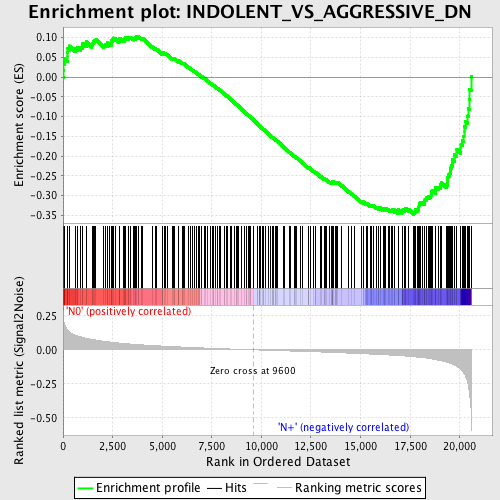 Enrichment plot: INDOLENT_VS_AGGRESSIVE_DN
Enrichment score (ES)
0.10
0.05
0.00
-0.05
-0.10
-0.15
-0.20
-0.25
-0.30
-0.35
Ranked list metric (Signal2Noise)
'N0' (positively correlated)
0.25
0.00
-0.25
-0.50
Zero cross at 9600
'N+' (negatively correlated)
0 2,500 5,000 7,500 10,000 12,500 15,000 17,500 20,000
Rank in Ordered Dataset
Enrichment profile Hits Ranking metric scores